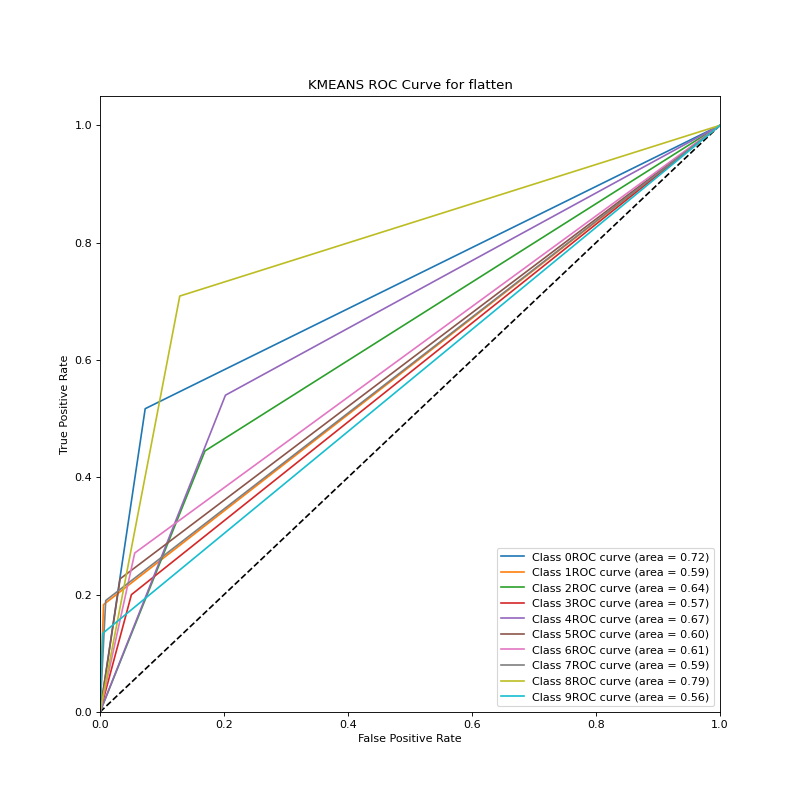 KMEANS ROC Curve for flatten
1.0
0.8
0.6
0.4
0.2
0.0
True Positive Rate
Class 0ROC curve (area = 0.72)
Class 1ROC curve (area = 0.59)
Class 2ROC curve (area = 0.64)
Class 3ROC curve (area = 0.57)
Class 4ROC curve (area = 0.67)
Class 5ROC curve (area = 0.60)
Class 6ROC curve (area = 0.61)
Class 7ROC curve (area = 0.59)
Class 8ROC curve (area = 0.79)
Class 9ROC curve (area = 0.56)
0.0 0.2 0.4 0.6 0.8 1.0
False Positive Rate